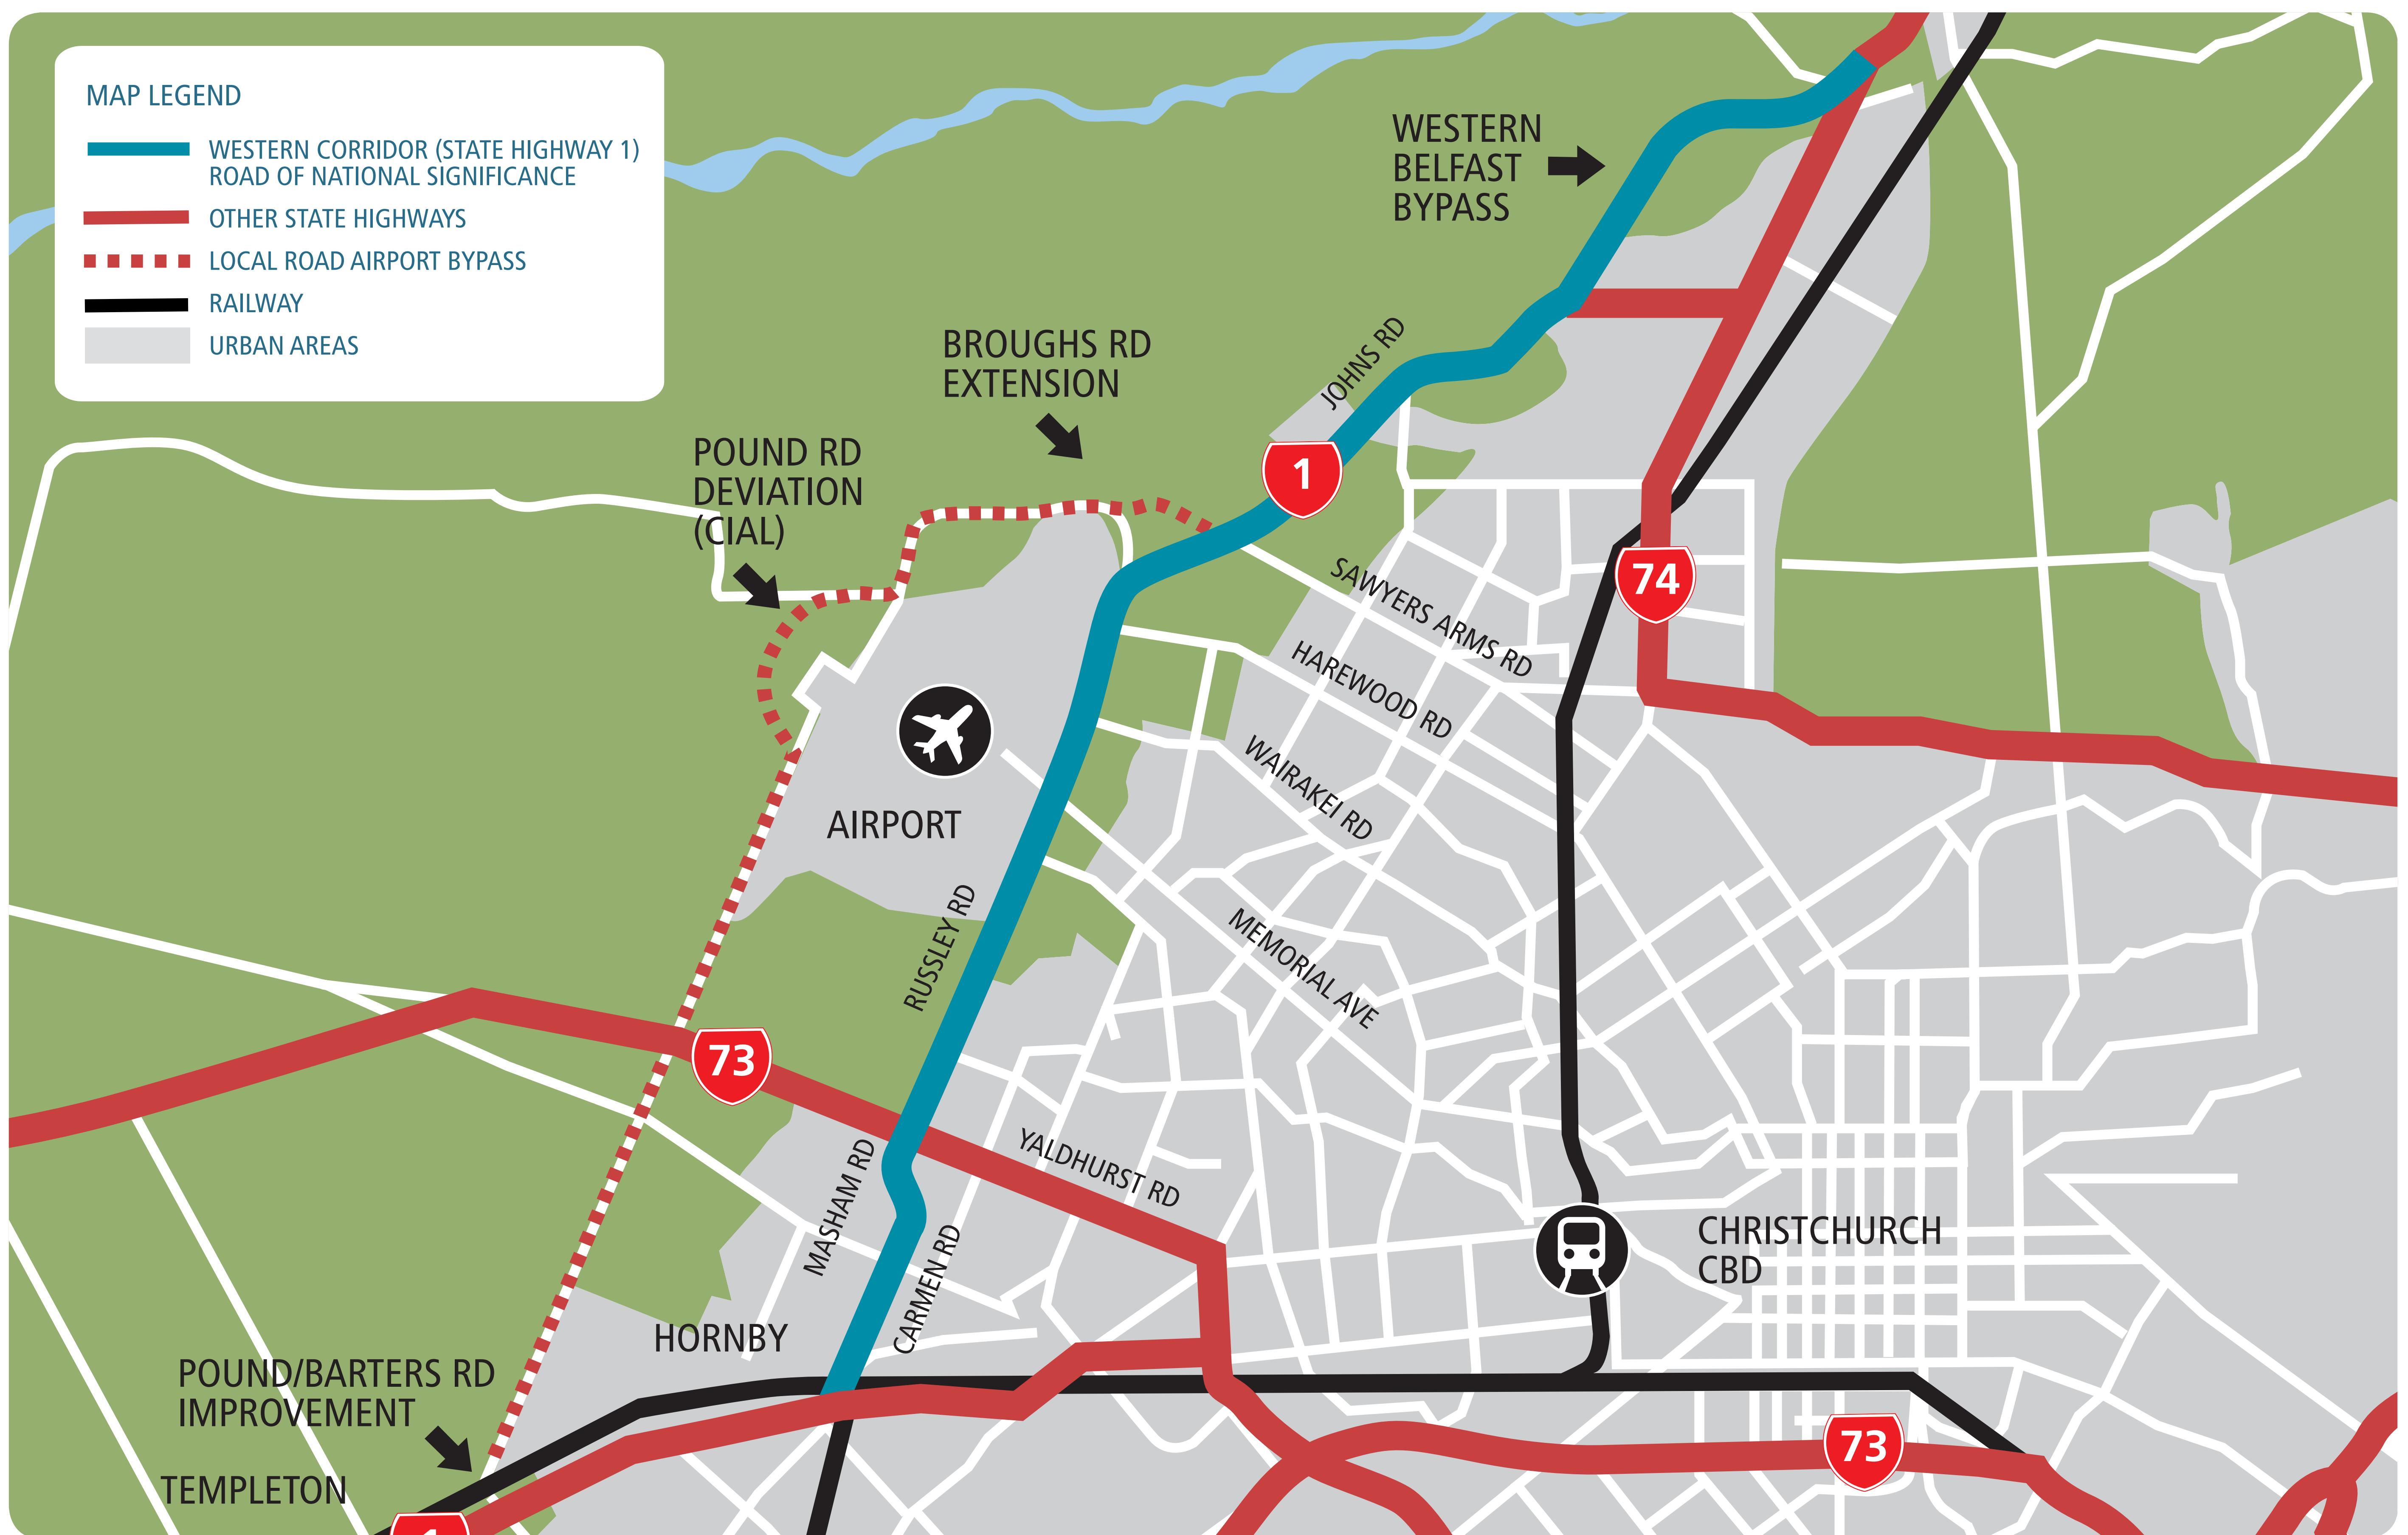 MAP LEGEND
WESTERN CORRIDOR (STATE HIGHWAY 1)
ROAD OF NATIONAL SIGNIFICANCE
OTHER STATE HIGHWAYS
LOCAL ROAD AIRPORT BYPASS
RAILWAY
URBAN AREAS
WESTERN
BELFAST
BYPASS
BROUGHS RD
EXTENSION
JOHNS RD
POUND RD
DEVIATION
(CIAL)
1
74
SAWYERS ARMS RD
HAREWOOD RD
WAIRAKEI RD
AIRPORT
MEMORIAL AVE
RUSSLEY RD
73
YALDHURST RD
MASHAM RD
CARMEN RD
CHRISTCHURCH
CBD
HORNBY
POUND/BARTERS RD
IMPROVEMENT
73
TEMPLETON
1